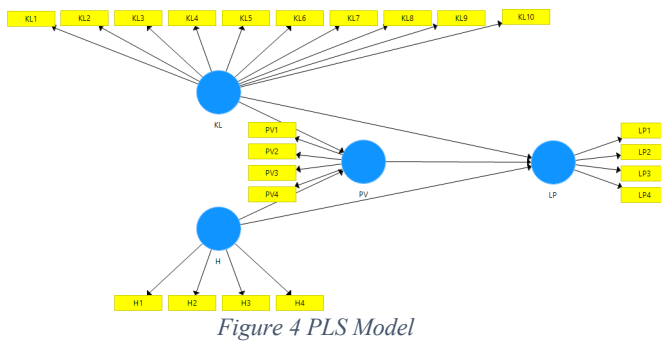 KL1 KL2 KL3 KL4 KL5 KL6 KL7 KL8 KL9 KL10
KL
PV1
PV2
PV3
PV4
PV
LP1
LP2
LP3
LP4
LP
H
H1 H2 H3 H4
Figure 4 PLS Model